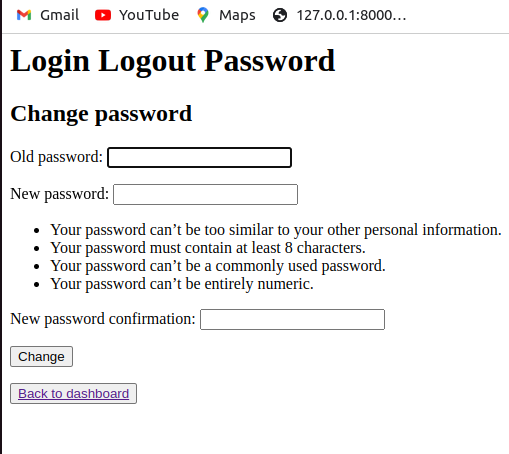 Gmail YouTube Maps 127.0.0.1:8000…
Login Logout Password
Change password
Old password:
New password:
Your password can’t be too similar to your other personal information.
Your password must contain at least 8 characters.
Your password can’t be a commonly used password.
Your password can’t be entirely numeric.
New password confirmation:
Change
Back to dashboard